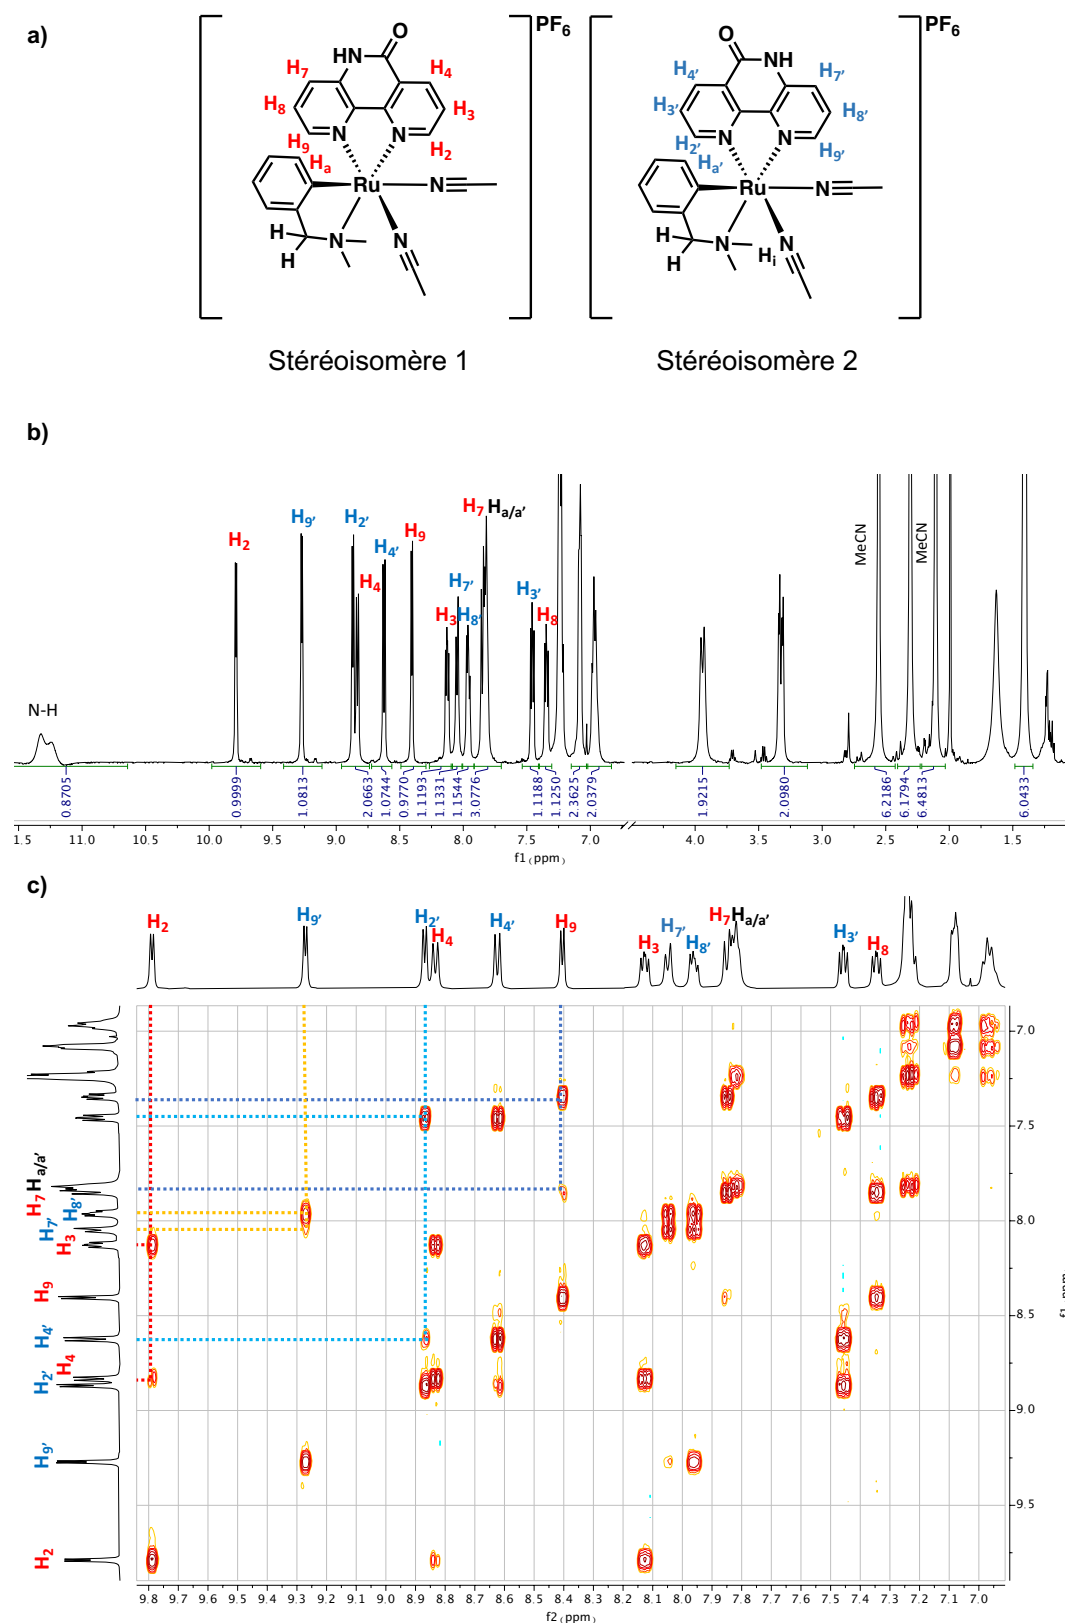 a)
PF6
PF6
O
HN
H7
H4
H8
H3
N
N
H9
Ha
H2
Ru
N
H
N
N
H
O
NH
H4'
H7'
H3'
H8'
N
N
H2'
Ha'
H9'
Ru
N
H
N
N
H
Hi
Stéréoisomère 1
Stéréoisomère 2
b)
H2
H9'
H2'
H4
H4'
H9
H3
H7'
H8'
H7 Ha/a'
H3'
H8
MeCN
MeCN
N-H
0.8705
0.9999
1.0813
2.0663
1.0744
0.9770
1.1193
1.1331
1.1544
3.0776
1.1188
1.1250
2.3625
2.0379
1.9215
2.0980
6.2186
6.1794
6.4813
6.0433
11.0 10.5 10.0 9.5 9.0 8.5 8.0 7.5 7.0 4.0 3.5 3.0 2.5 2.0 1.5
f1 (ppm)
c)
H2
H9'
H2'
H4
H4'
H9
H3
H7'
H8'
H7 Ha/a'
H3'
H8
H7 Ha/a'
H7' H8'
H3
H9
H4'
H4
H2'
H9'
H2
7.0
7.5
8.0
8.5
9.0
9.5
f1 (ppm)
9.8 9.7 9.6 9.5 9.4 9.3 9.2 9.1 9.0 8.9 8.8 8.7 8.6 8.5 8.4 8.3 8.2 8.1 8.0 7.9 7.8 7.7 7.6 7.5 7.4 7.3 7.2 7.1 7.0
f2 (ppm)